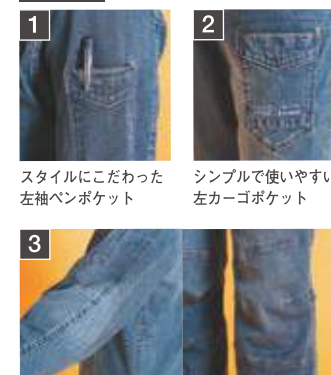 1
2
スタイルにこだわった
左袖ペンポケット
シンプルで使いやすい
左カーゴポケット
3